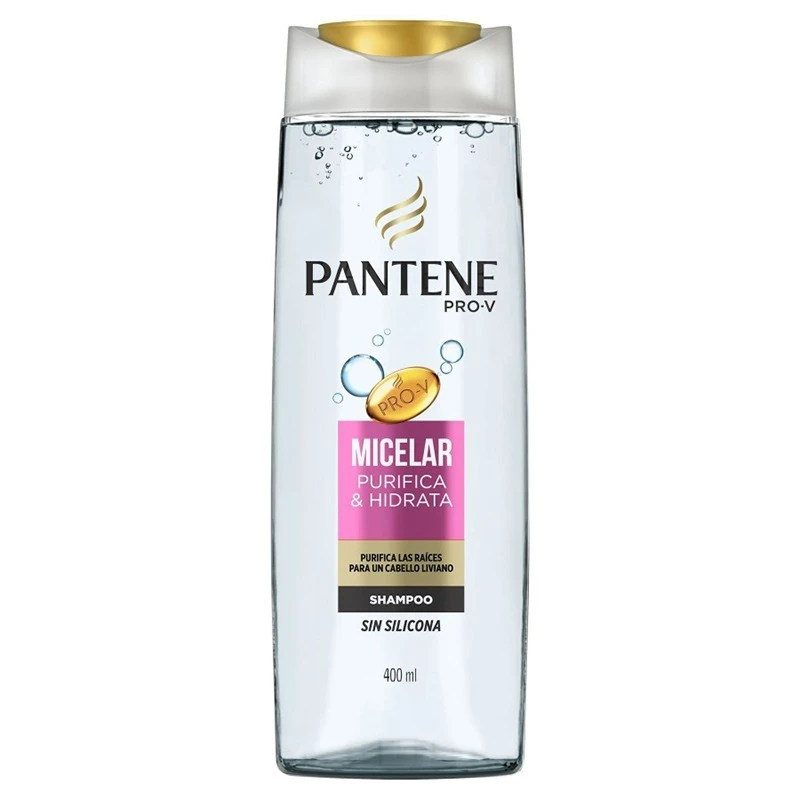 PANTENE
PRO-V
PRO-V
MICELAR
PURIFICA
& HIDRATA
PURIFICA LAS RAÍCES
PARA UN CABELLO LIVIANO
SHAMPOO
SIN SILICONA
400 ml